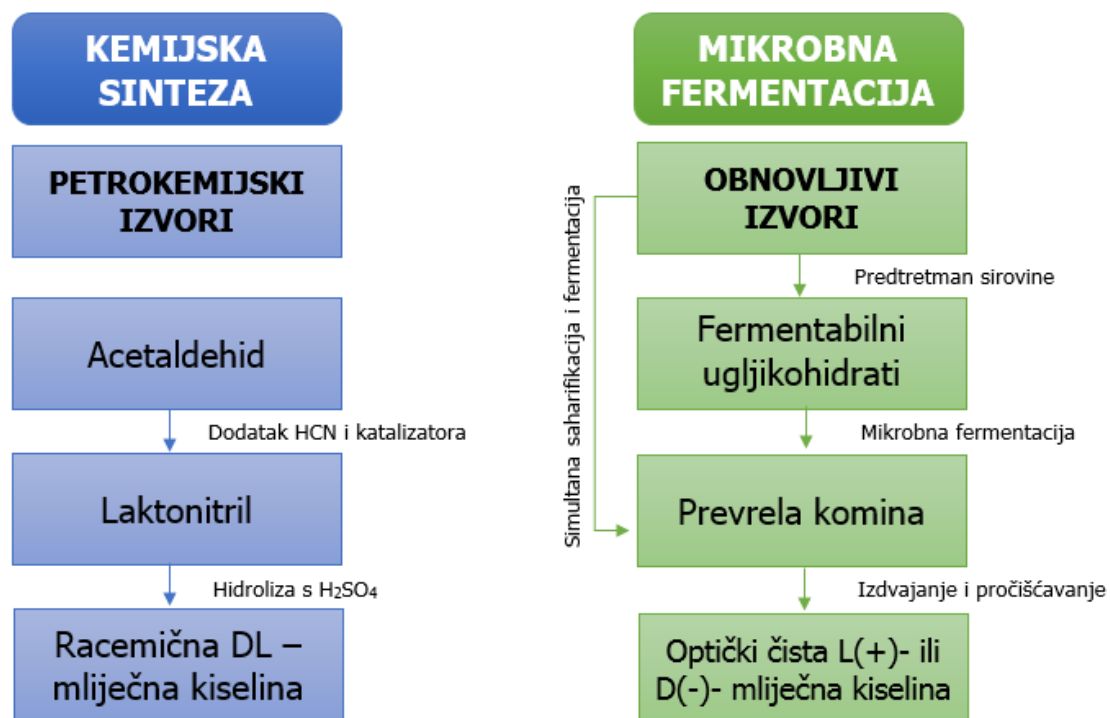 KEMIJSKA
SINTEZA
PETROKEMIJSKI
IZVORI
Acetaldehid
Dodatak HCN i katalizatora
Laktonitril
Hidroliza s H₂SO₄
Racemična DL –
mliječna kiselina
MIKROBNA
FERMENTACIJA
OBNOVLJIVI
IZVORI
Predtretman sirovine
Simultana saharifikacija i fermentacija
Fermentabilni
ugljikohidrati
Mikrobna fermentacija
Prevrela komina
Izdvajanje i pročišćavanje
Optički čista L(+)- ili
D(-)- mliječna kiselina